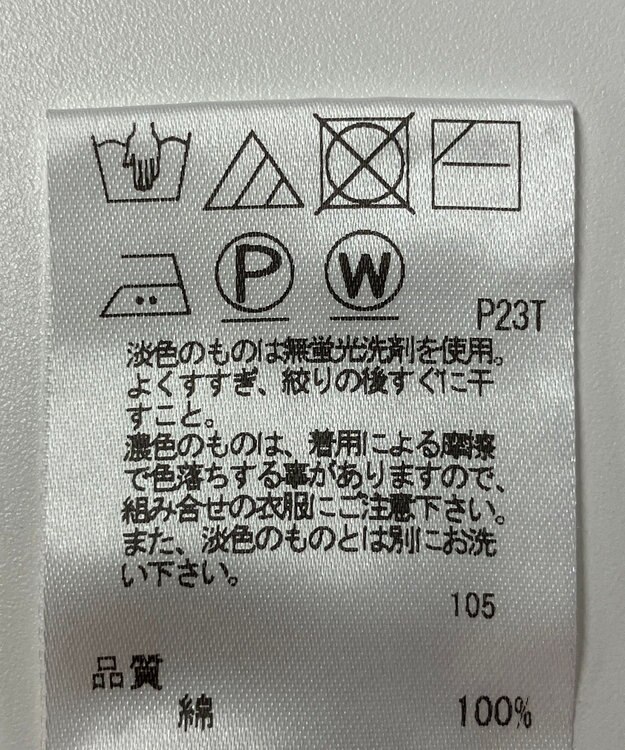 P W
P23T
淡色のものは無蛍光洗剤を使用。
よくすすぎ、絞りの後すぐに干
すこと。
濃色のものは、着用による摩擦
で色落ちする事がありますので、
組み合せの衣服にご注意下さい。
また、淡色のものとは別にお洗
い下さい。
105
品質
綿 100%